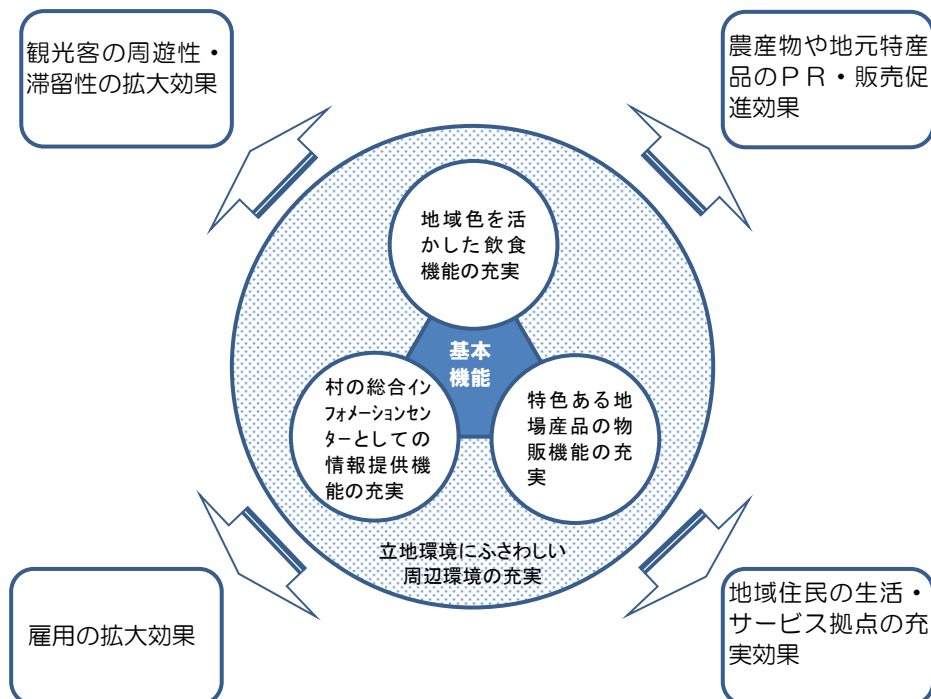 観光客の周遊性・
滞留性の拡大効果
農産物や地元特産
品のＰＲ・販売促
進効果
地域色を活
かした飲食
機能の充実
基本
機能
村の総合イン
フォメーションセン
ターとしての
情報提供機
能の充実
特色ある地
場産品の物
販機能の充
実
立地環境にふさわしい
周辺環境の充実
雇用の拡大効果
地域住民の生活・
サービス拠点の充
実効果